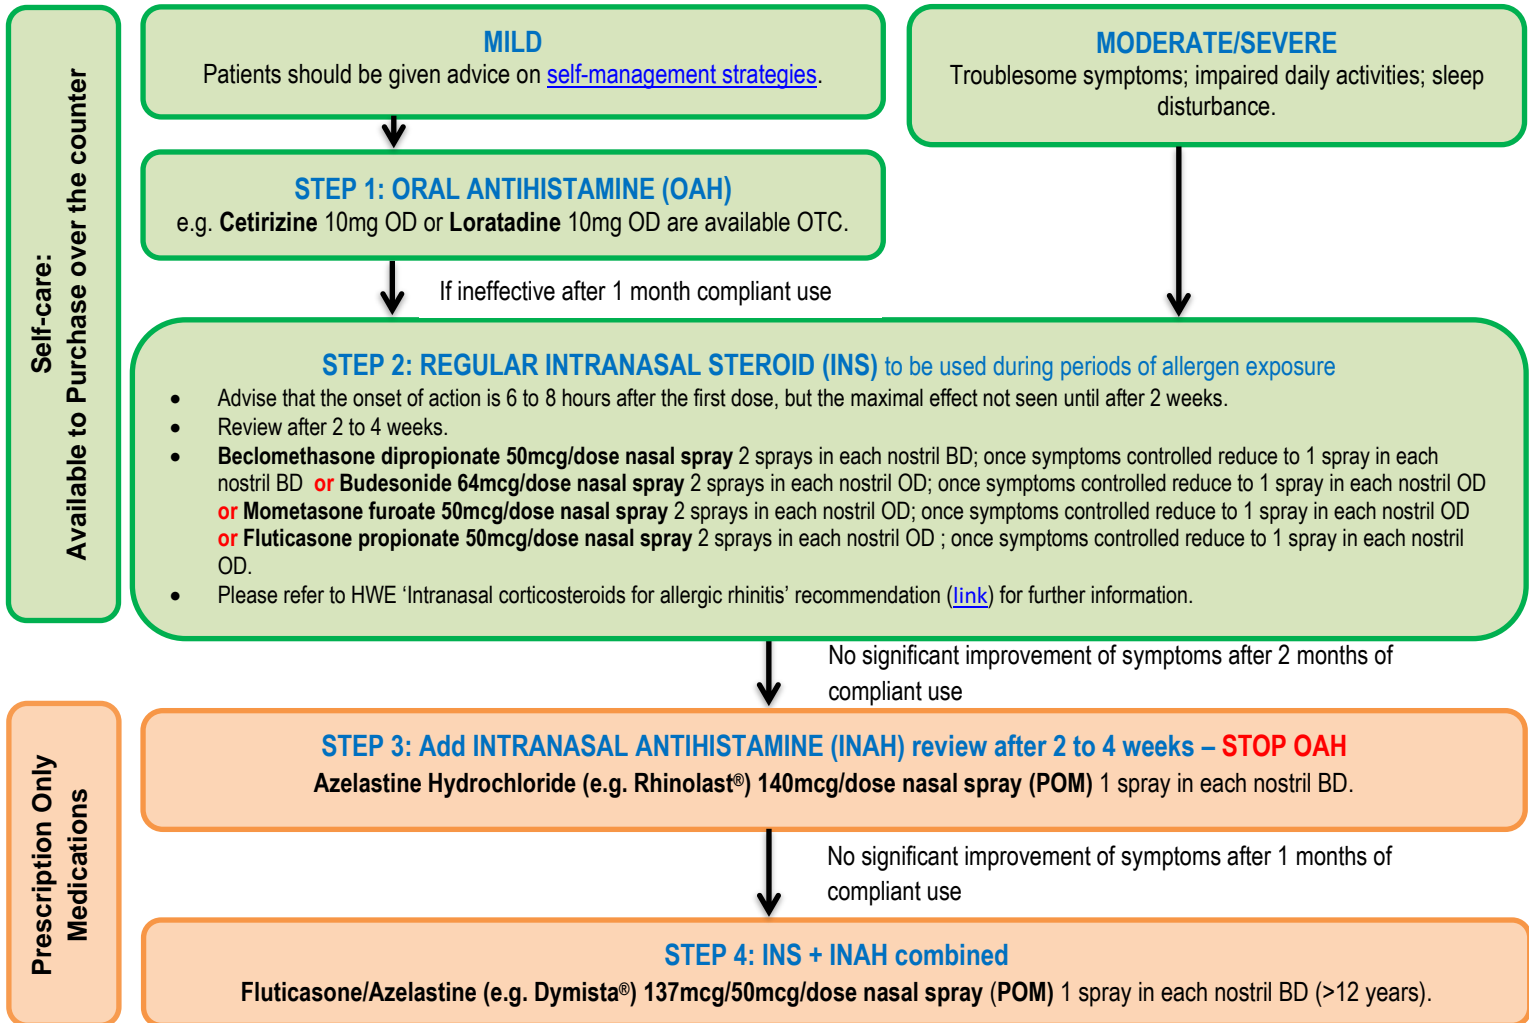 Self-care:
Available to Purchase over the counter
MILD
Patients should be given advice on self-management strategies.
MODERATE/SEVERE
Troublesome symptoms; impaired daily activities; sleep
disturbance.
STEP 1: ORAL ANTIHISTAMINE (OAH)
e.g. Cetirizine 10mg OD or Loratadine 10mg OD are available OTC.
If ineffective after 1 month compliant use
STEP 2: REGULAR INTRANASAL STEROID (INS) to be used during periods of allergen exposure
• Advise that the onset of action is 6 to 8 hours after the first dose, but the maximal effect not seen until after 2 weeks.
• Review after 2 to 4 weeks.
• Beclomethasone dipropionate 50mcg/dose nasal spray 2 sprays in each nostril BD; once symptoms controlled reduce to 1 spray in each
nostril BD or Budesonide 64mcg/dose nasal spray 2 sprays in each nostril OD; once symptoms controlled reduce to 1 spray in each nostril OD
or Mometasone furoate 50mcg/dose nasal spray 2 sprays in each nostril OD; once symptoms controlled reduce to 1 spray in each nostril OD
or Fluticasone propionate 50mcg/dose nasal spray 2 sprays in each nostril OD ; once symptoms controlled reduce to 1 spray in each nostril
OD.
• Please refer to HWE ‘Intranasal corticosteroids for allergic rhinitis’ recommendation (link) for further information.
No significant improvement of symptoms after 2 months of
compliant use
Prescription Only
Medications
STEP 3: Add INTRANASAL ANTIHISTAMINE (INAH) review after 2 to 4 weeks – STOP OAH
Azelastine Hydrochloride (e.g. Rhinolast®) 140mcg/dose nasal spray (POM) 1 spray in each nostril BD.
No significant improvement of symptoms after 1 months of
compliant use
STEP 4: INS + INAH combined
Fluticasone/Azelastine (e.g. Dymista®) 137mcg/50mcg/dose nasal spray (POM) 1 spray in each nostril BD (>12 years).